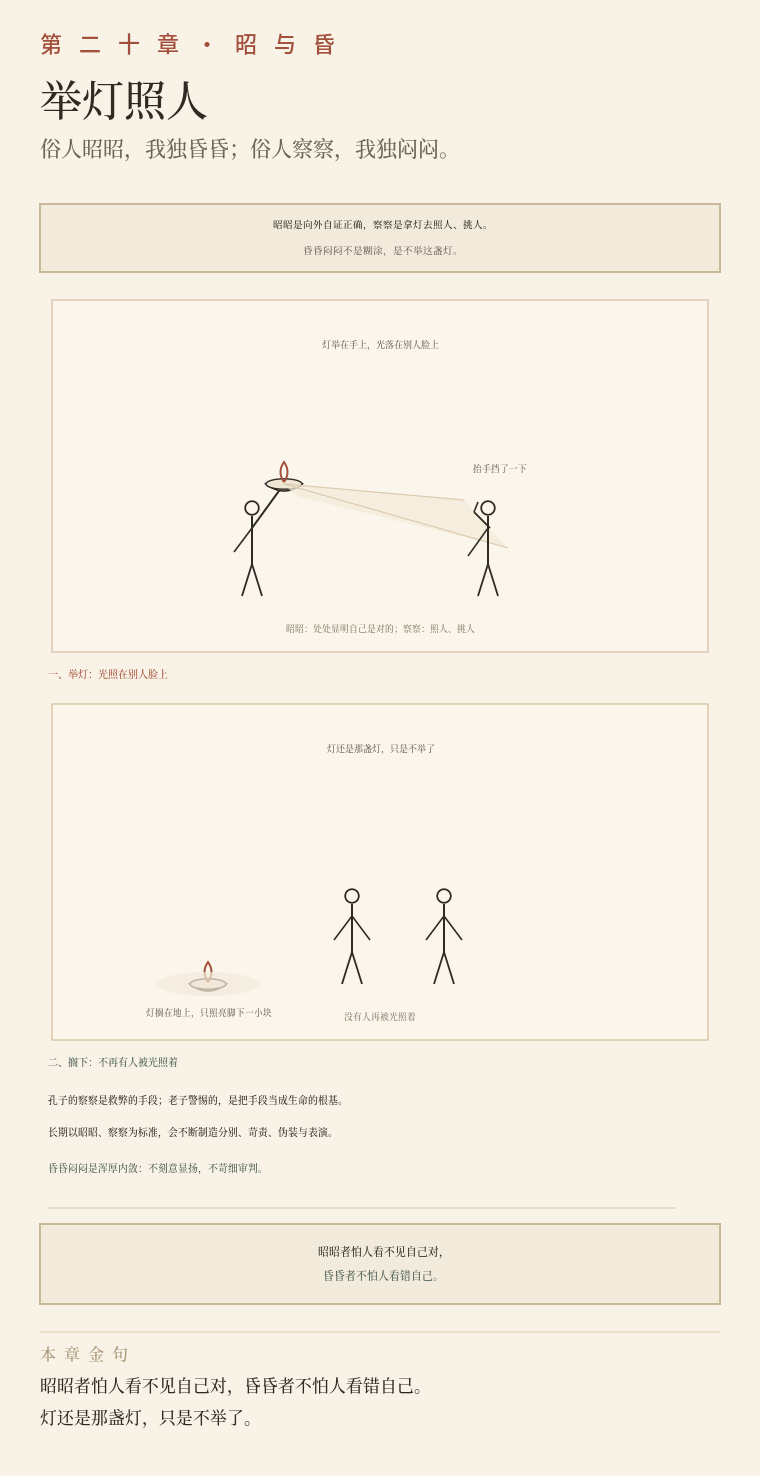 第二十章・昭与昏
举灯照人
俗人昭昭，我独昏昏；俗人察察，我独闷闷。
昭昭是向外自证正确，察察是拿灯去照人、挑人。
昏昏闷闷不是糊涂，是不举这盏灯。
灯举在手上，光落在别人脸上
抬手挡了一下
昭昭：处处显明自己是对的；察察：照人、挑人
一、举灯：光照在别人脸上
灯还是那盏灯，只是不举了
灯搁在地上，只照亮脚下一小块
没有人再被光照着
二、搁下：不再有人被光照着
孔子的察察是救弊的手段；老子警惕的，是把手段当成生命的根基。
长期以昭昭、察察为标准，会不断制造分别、苛责、伪装与表演。
昏昏闷闷是浑厚内敛：不刻意显扬，不苛细审判。
昭昭者怕人看不见自己对，
昏昏者不怕人看错自己。
本章金句
昭昭者怕人看不见自己对，昏昏者不怕人看错自己。
灯还是那盏灯，只是不举了。